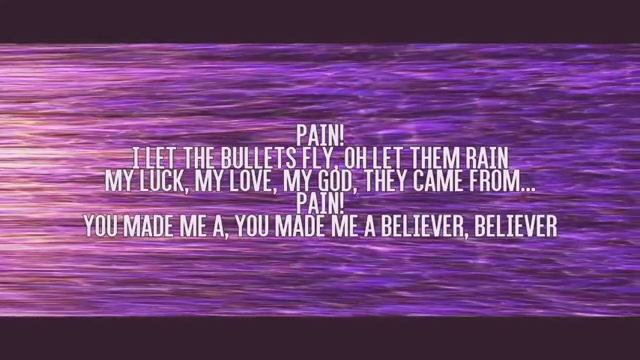 PAIN!
I LET THE BULLETS FLY, OH LET THEM RAIN
MY LUCK, MY LOVE, MY GOD, THEY CAME FROM...
PAIN!
YOU MADE ME A, YOU MADE ME A BELIEVER, BELIEVER